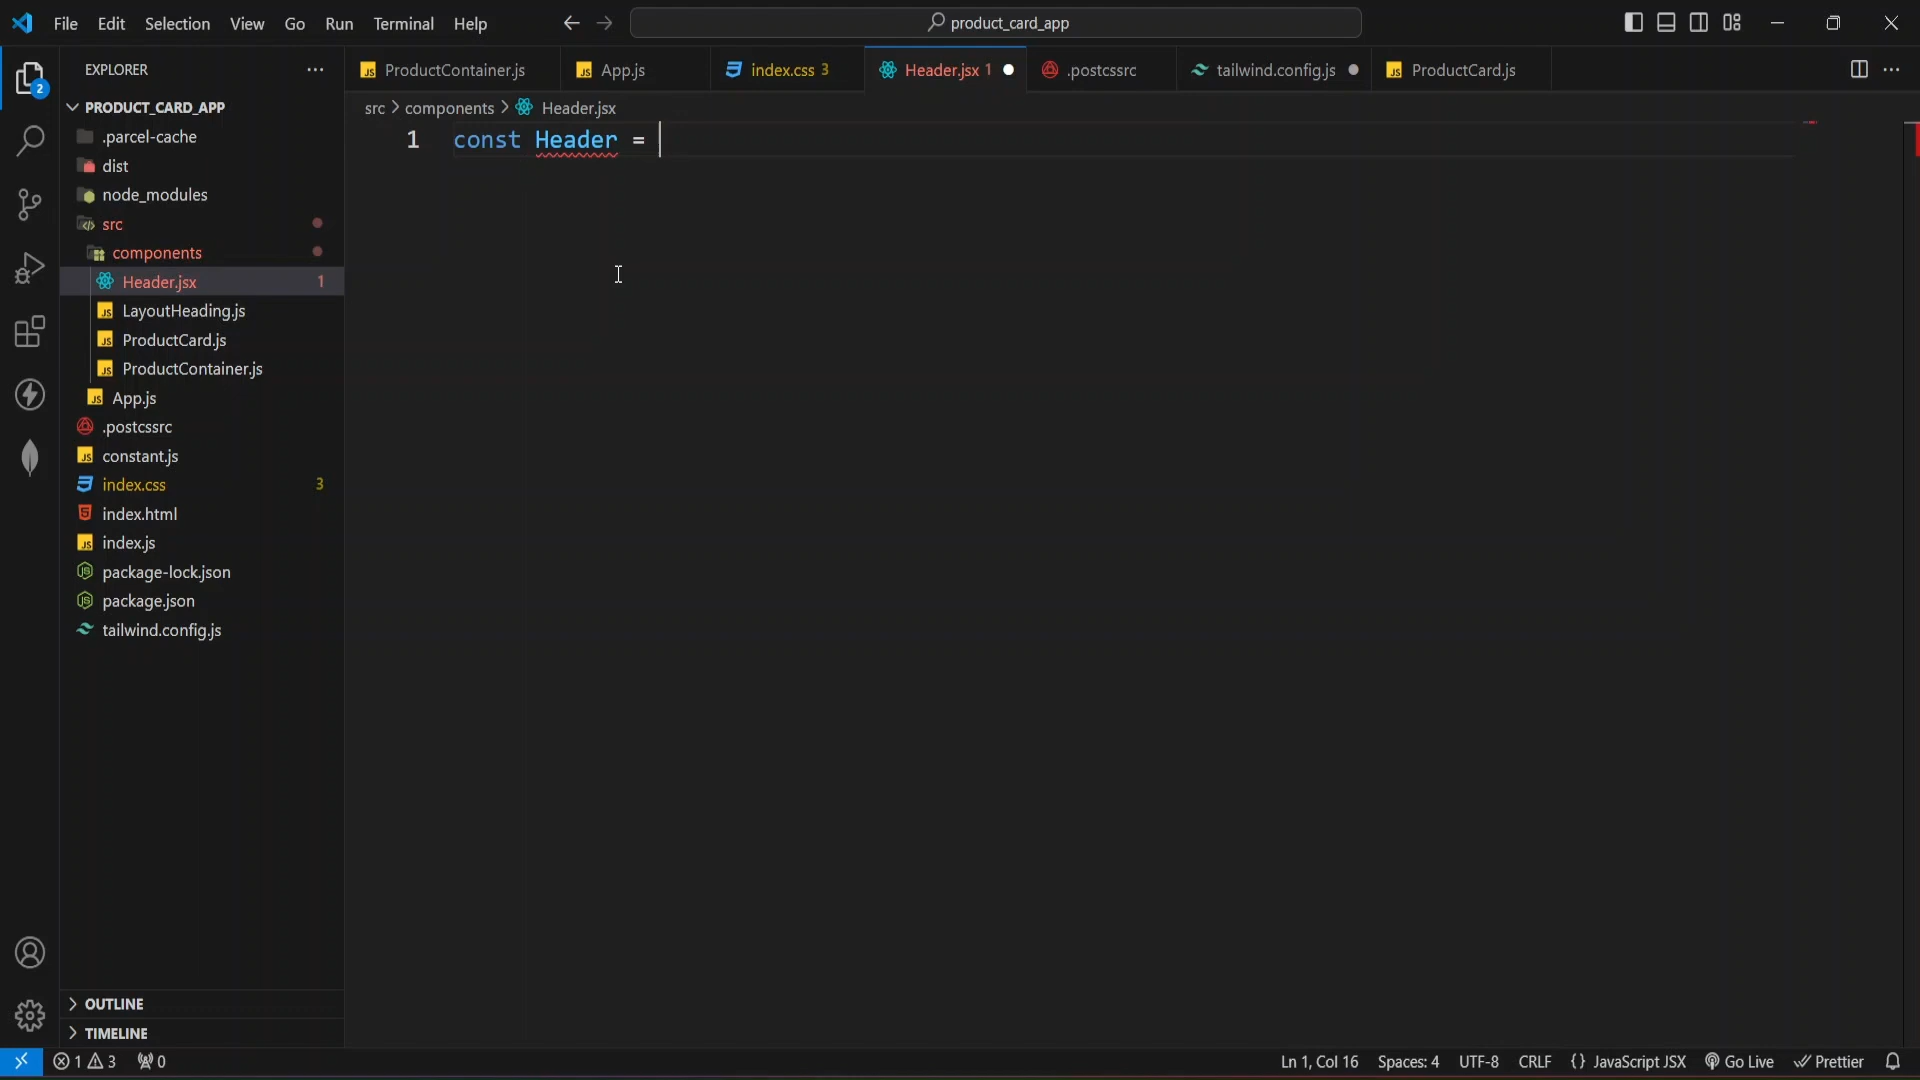 File Edit Selection View Go Run Terminal Help
product_card_app
EXPLORER
ProductContainer.js
App.js
index.css 3
Header.jsx 1
.postcssrc
tailwind.config.js
ProductCard.js
2
PRODUCT_CARD_APP
.parcel-cache
dist
node_modules
src
components
Header.jsx 1
LayoutHeading.js
ProductCard.js
ProductContainer.js
App.js
.postcssrc
constant.js
index.css 3
index.html
index.js
package-lock.json
package.json
tailwind.config.js
OUTLINE
TIMELINE
src > components > Header.jsx
1 const Header =
1 3 0
Ln 1, Col 16 Spaces: 4 UTF-8 CRLF {} JavaScript JSX Go Live Prettier